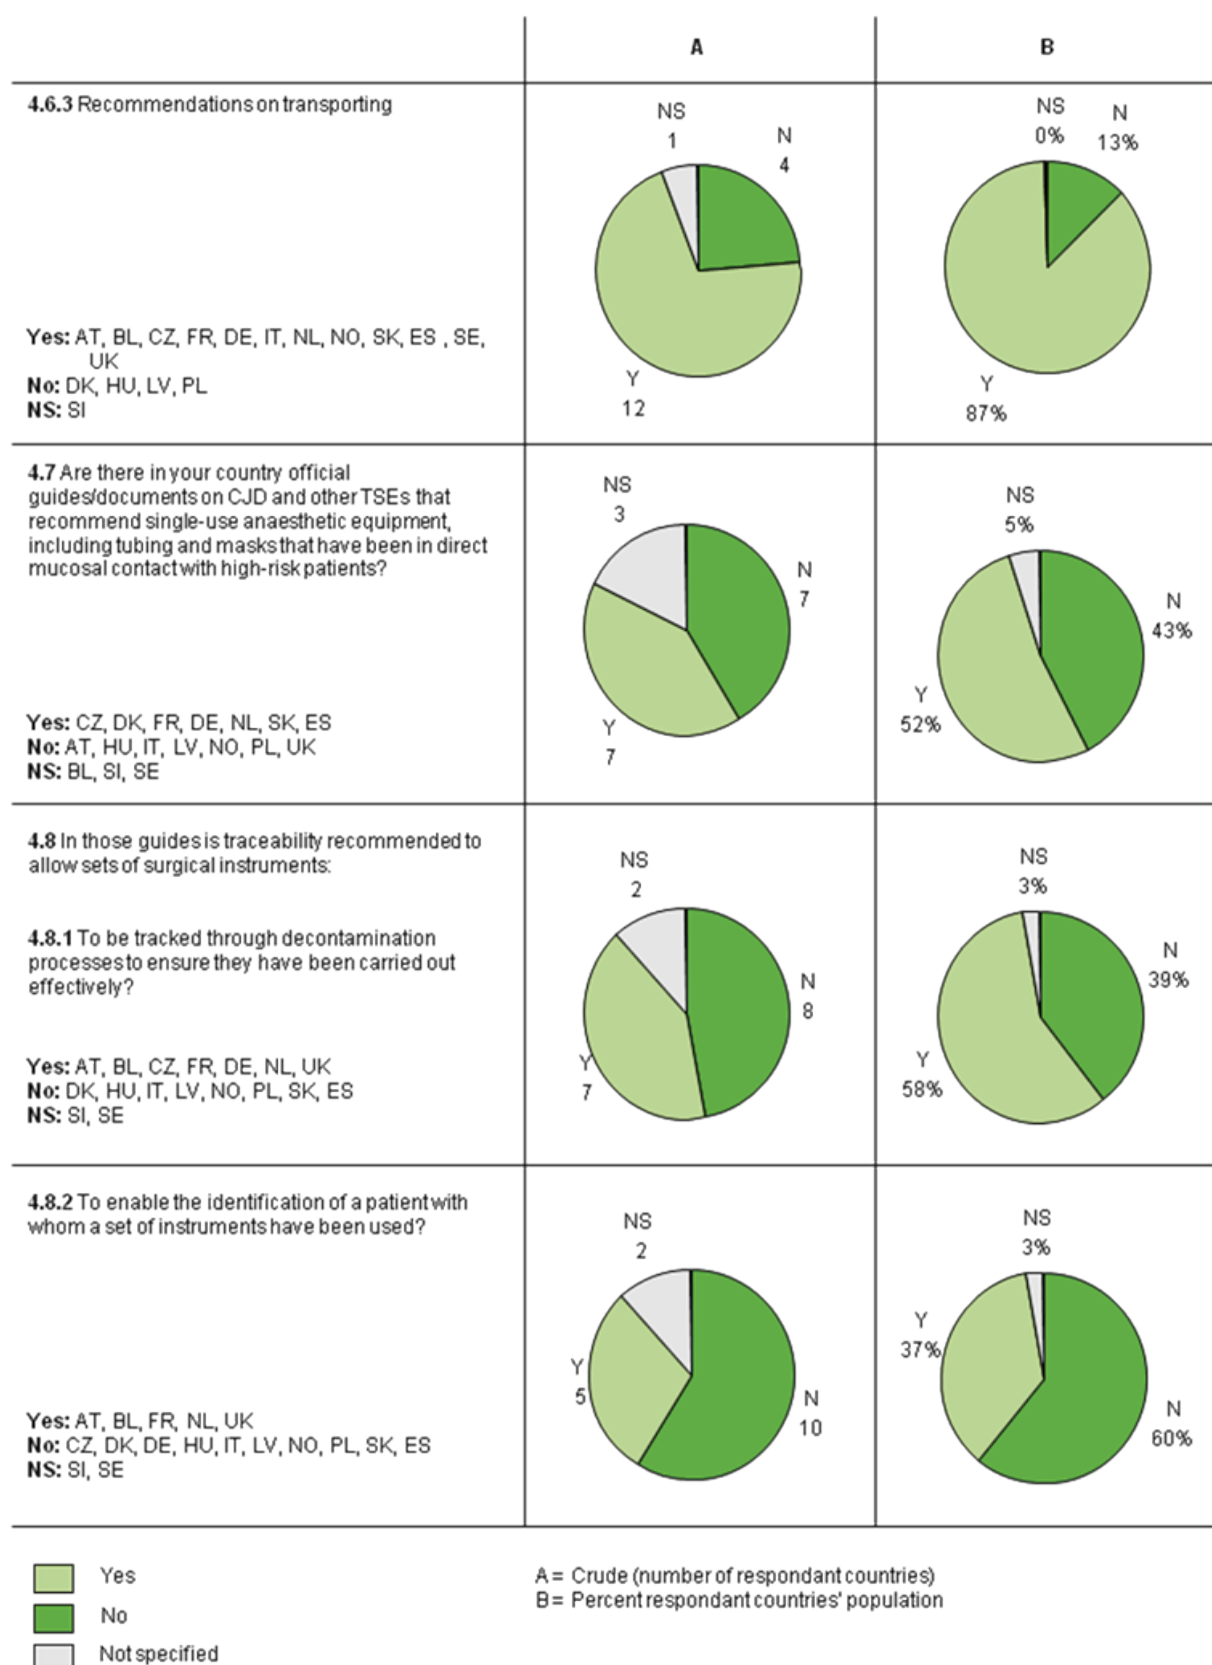 A
B
4.6.3 Recommendations on transporting
Yes: AT, BL, CZ, FR, DE, IT, NL, NO, SK, ES , SE,
UK
No: DK, HU, LV, PL
NS: SI
NS
1
N
4
Y
12
NS
0%
N
13%
Y
87%
4.7 Are there in your country official
guides/documents on CJD and other TSEs that
recommend single-use anaesthetic equipment,
including tubing and masks that have been in direct
mucosal contact with high-risk patients?
Yes: CZ, DK, FR, DE, NL, SK, ES
No: AT, HU, IT, LV, NO, PL, UK
NS: BL, SI, SE
NS
3
N
7
Y
7
NS
5%
N
43%
Y
52%
4.8 In those guides is traceability recommended to
allow sets of surgical instruments:
4.8.1 To be tracked through decontamination
processes to ensure they have been carried out
effectively?
Yes: AT, BL, CZ, FR, DE, NL, UK
No: DK, HU, IT, LV, NO, PL, SK, ES
NS: SI, SE
NS
2
N
8
Y
7
NS
3%
N
39%
Y
58%
4.8.2 To enable the identification of a patient with
whom a set of instruments have been used?
Yes: AT, BL, FR, NL, UK
No: CZ, DK, DE, HU, IT, LV, NO, PL, SK, ES
NS: SI, SE
NS
2
Y
5
N
10
NS
3%
Y
37%
N
60%
Yes
No
Not specified
A = Crude (number of respondant countries)
B = Percent respondant countries' population